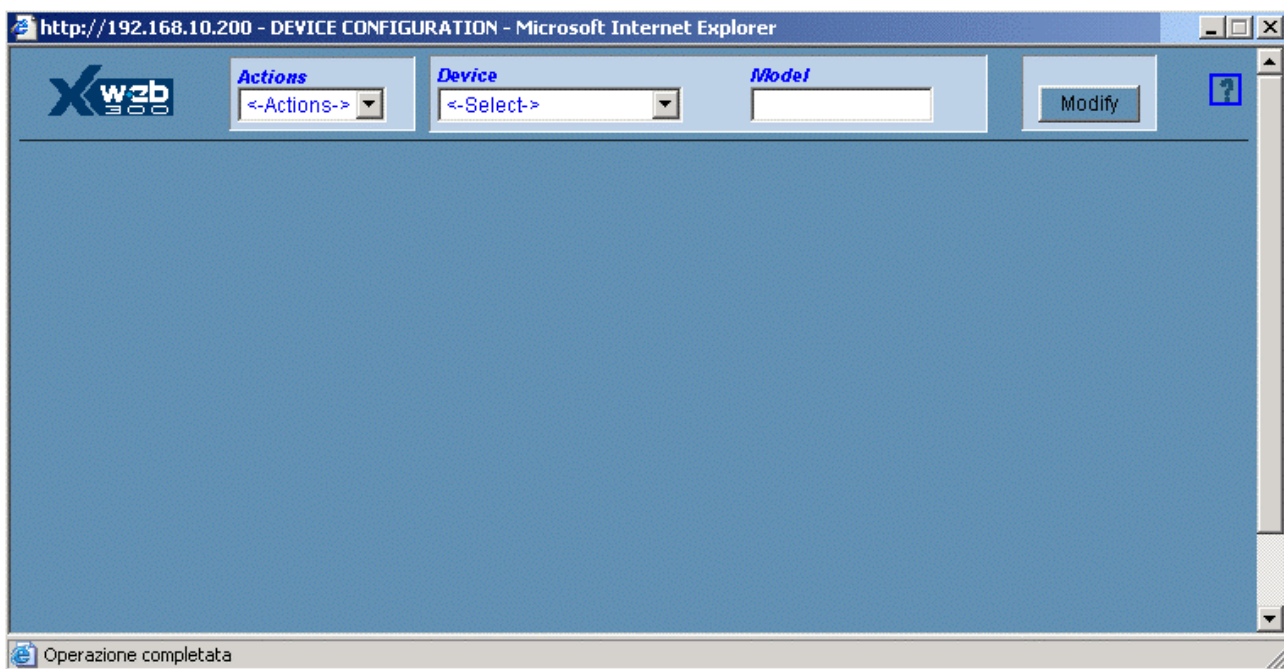 http://192.168.10.200 - DEVICE CONFIGURATION - Microsoft Internet Explorer
Xweb
300
Actions
Device
Model
<-Actions->
<-Select->
Modify
?
Operazione completata